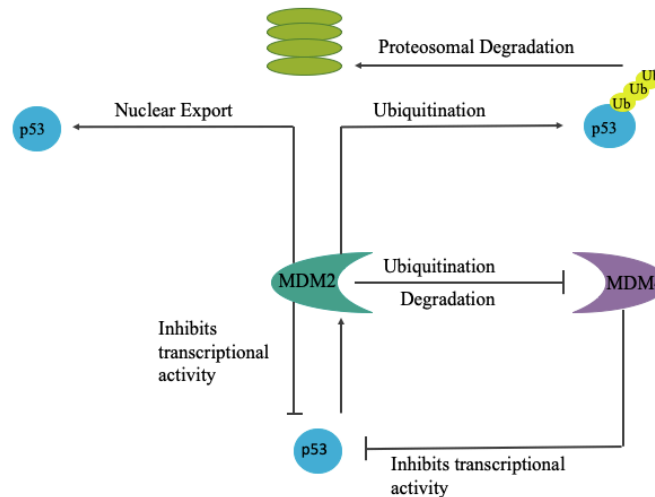 Proteosomal Degradation
Ub
Ub
Ub
p53
Nuclear Export
Ubiquitination
p53
MDM2
Ubiquitination
Degradation
Inhibits
transcriptional
activity
p53
Inhibits transcriptional
activity